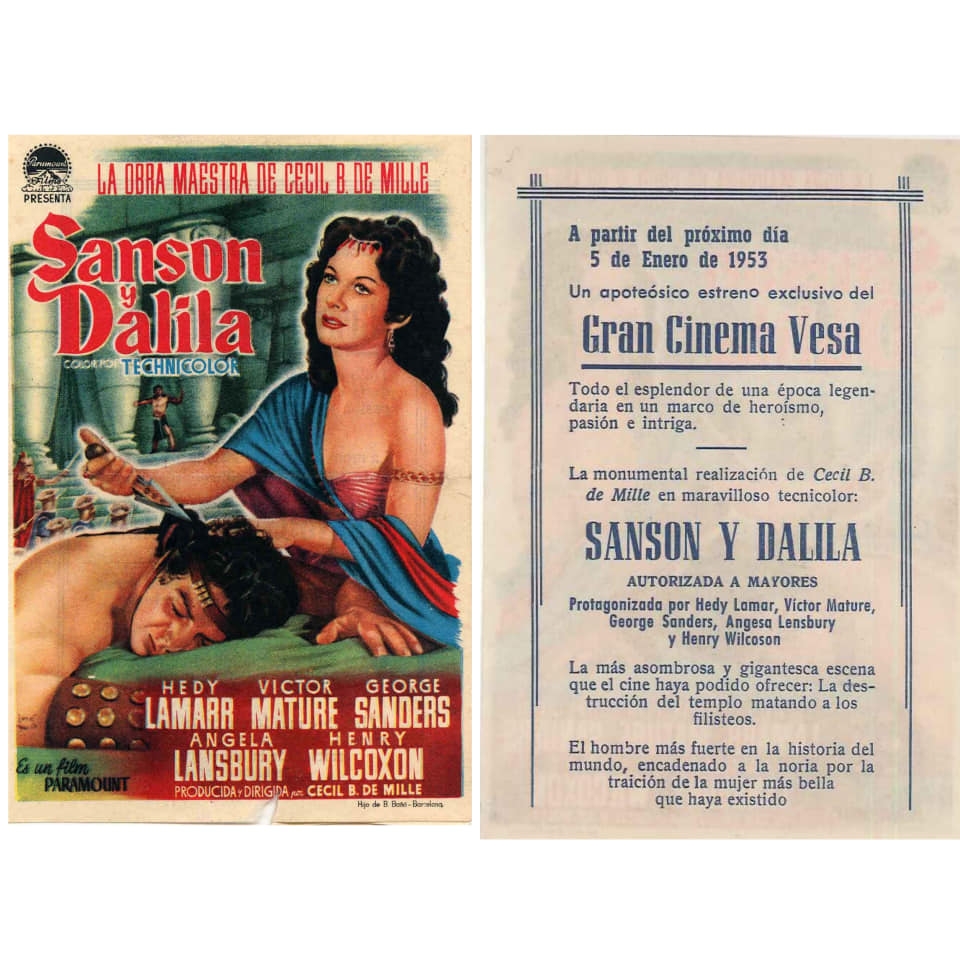 Paramount
Films
PRESENTA
LA OBRA MAESTRA DE CECIL B. DE MILLE
Sanson
y
Dalila
COLOR POR TECHNICOLOR
HEDY VICTOR GEORGE
LAMARR MATURE SANDERS
ANGELA HENRY
LANSBURY WILCOXON
PRODUCIDA Y DIRIGIDA por CECIL B. DE MILLE
Es un film
PARAMOUNT
Hijo de B. Bañó - Barcelona
A partir del próximo día
5 de Enero de 1953
Un apoteósico estreno exclusivo del
Gran Cinema Vesa
Todo el esplendor de una época legen-
daria en un marco de heroísmo,
pasión e intriga.
La monumental realización de Cecil B.
de Mille en maravilloso tecnicolor:
SANSON Y DALILA
AUTORIZADA A MAYORES
Protagonizada por Hedy Lamar, Víctor Mature,
George Sanders, Angesa Lensbury
y Henry Wilcoson
La más asombrosa y gigantesca escena
que el cine haya podido ofrecer: La des-
trucción del templo matando a los
filisteos.
El hombre más fuerte en la historia del
mundo, encadenado a la noria por la
traición de la mujer más bella
que haya existido